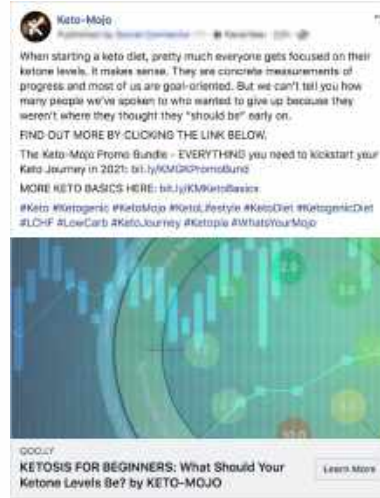 Keto-Mojo
When starting a keto diet, pretty much everyone gets focused on their
ketone levels. It makes sense. They are concrete measurements of
progress and most of us are goal-oriented. But we can't tell you how
many people we've spoken to who wanted to give up because they
weren't where they thought they "should be" early on.
FIND OUT MORE BY CLICKING THE LINK BELOW.
The Keto-Mojo Promo Bundle - EVERYTHING you need to kickstart your
Keto Journey in 2021: bit.ly/KMGKPromoBund
MORE KETO BASICS HERE: bit.ly/KMKetoBasics
#Keto #Ketogenic #KetoMojo #KetoLifestyle #KetoDiet #KetogenicDiet
#LCHF #LowCarb #KetoJourney #Ketopia #WhatsYourMojo
2.0
GOO.LY
KETOSIS FOR BEGINNERS: What Should Your
Ketone Levels Be? by KETO-MOJO
Learn More